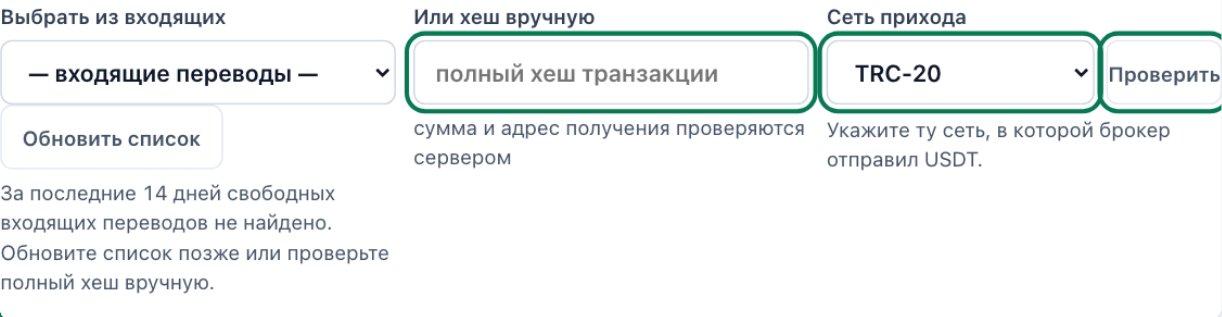 Выбрать из входящих
— входящие переводы —
Обновить список
За последние 14 дней свободных
входящих переводов не найдено.
Обновите список позже или проверьте
полный хеш вручную.
Или хеш вручную
полный хеш транзакции
сумма и адрес получения проверяются
сервером
Сеть прихода
TRC-20
Укажите ту сеть, в которой брокер
отправил USDT.
Проверить